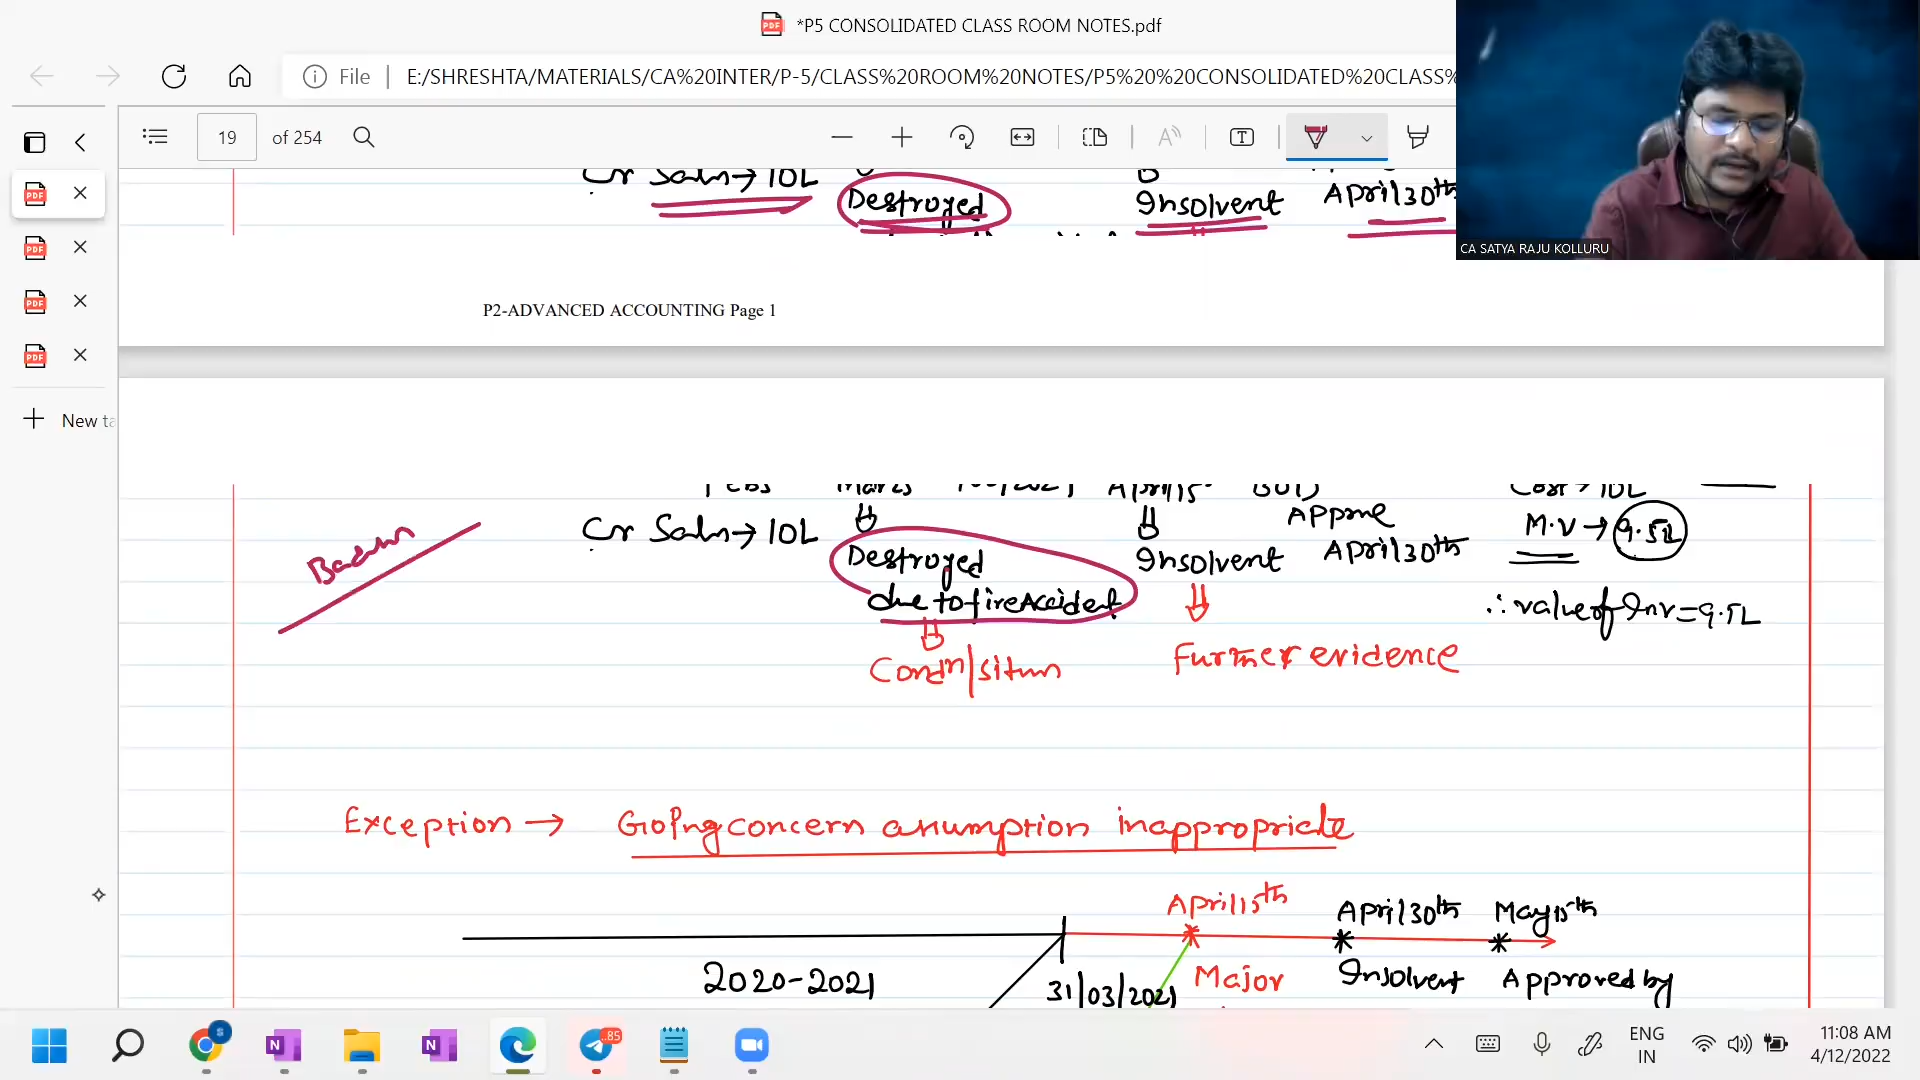 *P5 CONSOLIDATED CLASS ROOM NOTES.pdf
File
E:/SHRESHTA/MATERIALS/CA%20INTER/P-5/CLASS%20ROOM%20NOTES/P5%20%20CONSOLIDATED%20CLASS%
19 of 254
CA SATYA RAJU KOLLURU
New ta
Cr → 10L Destroyed Insolvent April 30th
P2-ADVANCED ACCOUNTING Page 1
Cost → 10L
Cr → 10L Destroyed due to fire Accident
Insolvent April 30th
M.V → 9.5L
∴ value of Inv = 9.5L
Further evidence
Exception → Going concern assumption inappropriate
April 15th April 30th May 15th
2020-2021 31/03/2021 Major Insolvent Approved by
.85
ENG
IN
11:08 AM
4/12/2022